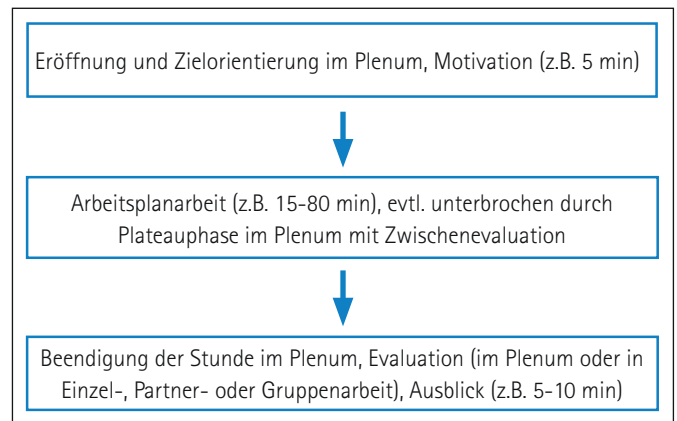 Eröffnung und Zielorientierung im Plenum, Motivation (z.B. 5 min)
Arbeitsplanarbeit (z.B. 15-80 min), evtl. unterbrochen durch
Plateauphase im Plenum mit Zwischenevaluation
Beendigung der Stunde im Plenum, Evaluation (im Plenum oder in
Einzel-, Partner- oder Gruppenarbeit), Ausblick (z.B. 5-10 min)